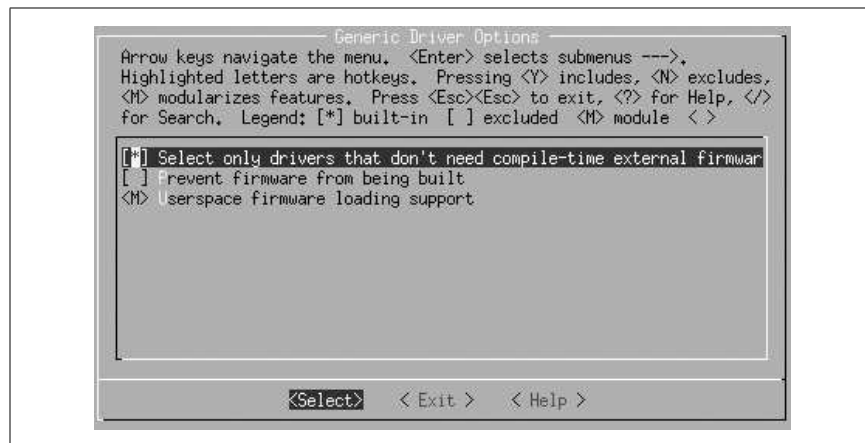 Generic Driver Options
Arrow keys navigate the menu. <Enter> selects submenus --->.
Highlighted letters are hotkeys. Pressing <Y> includes, <N> excludes,
<M> modularizes features. Press <Esc><Esc> to exit, <?> for Help, </>
for Search. Legend: [*] built-in [ ] excluded <M> module < >
[*] Select only drivers that don't need compile-time external firmwar
[ ] Prevent firmware from being built
<M> Userspace firmware loading support
<Select> < Exit > < Help >